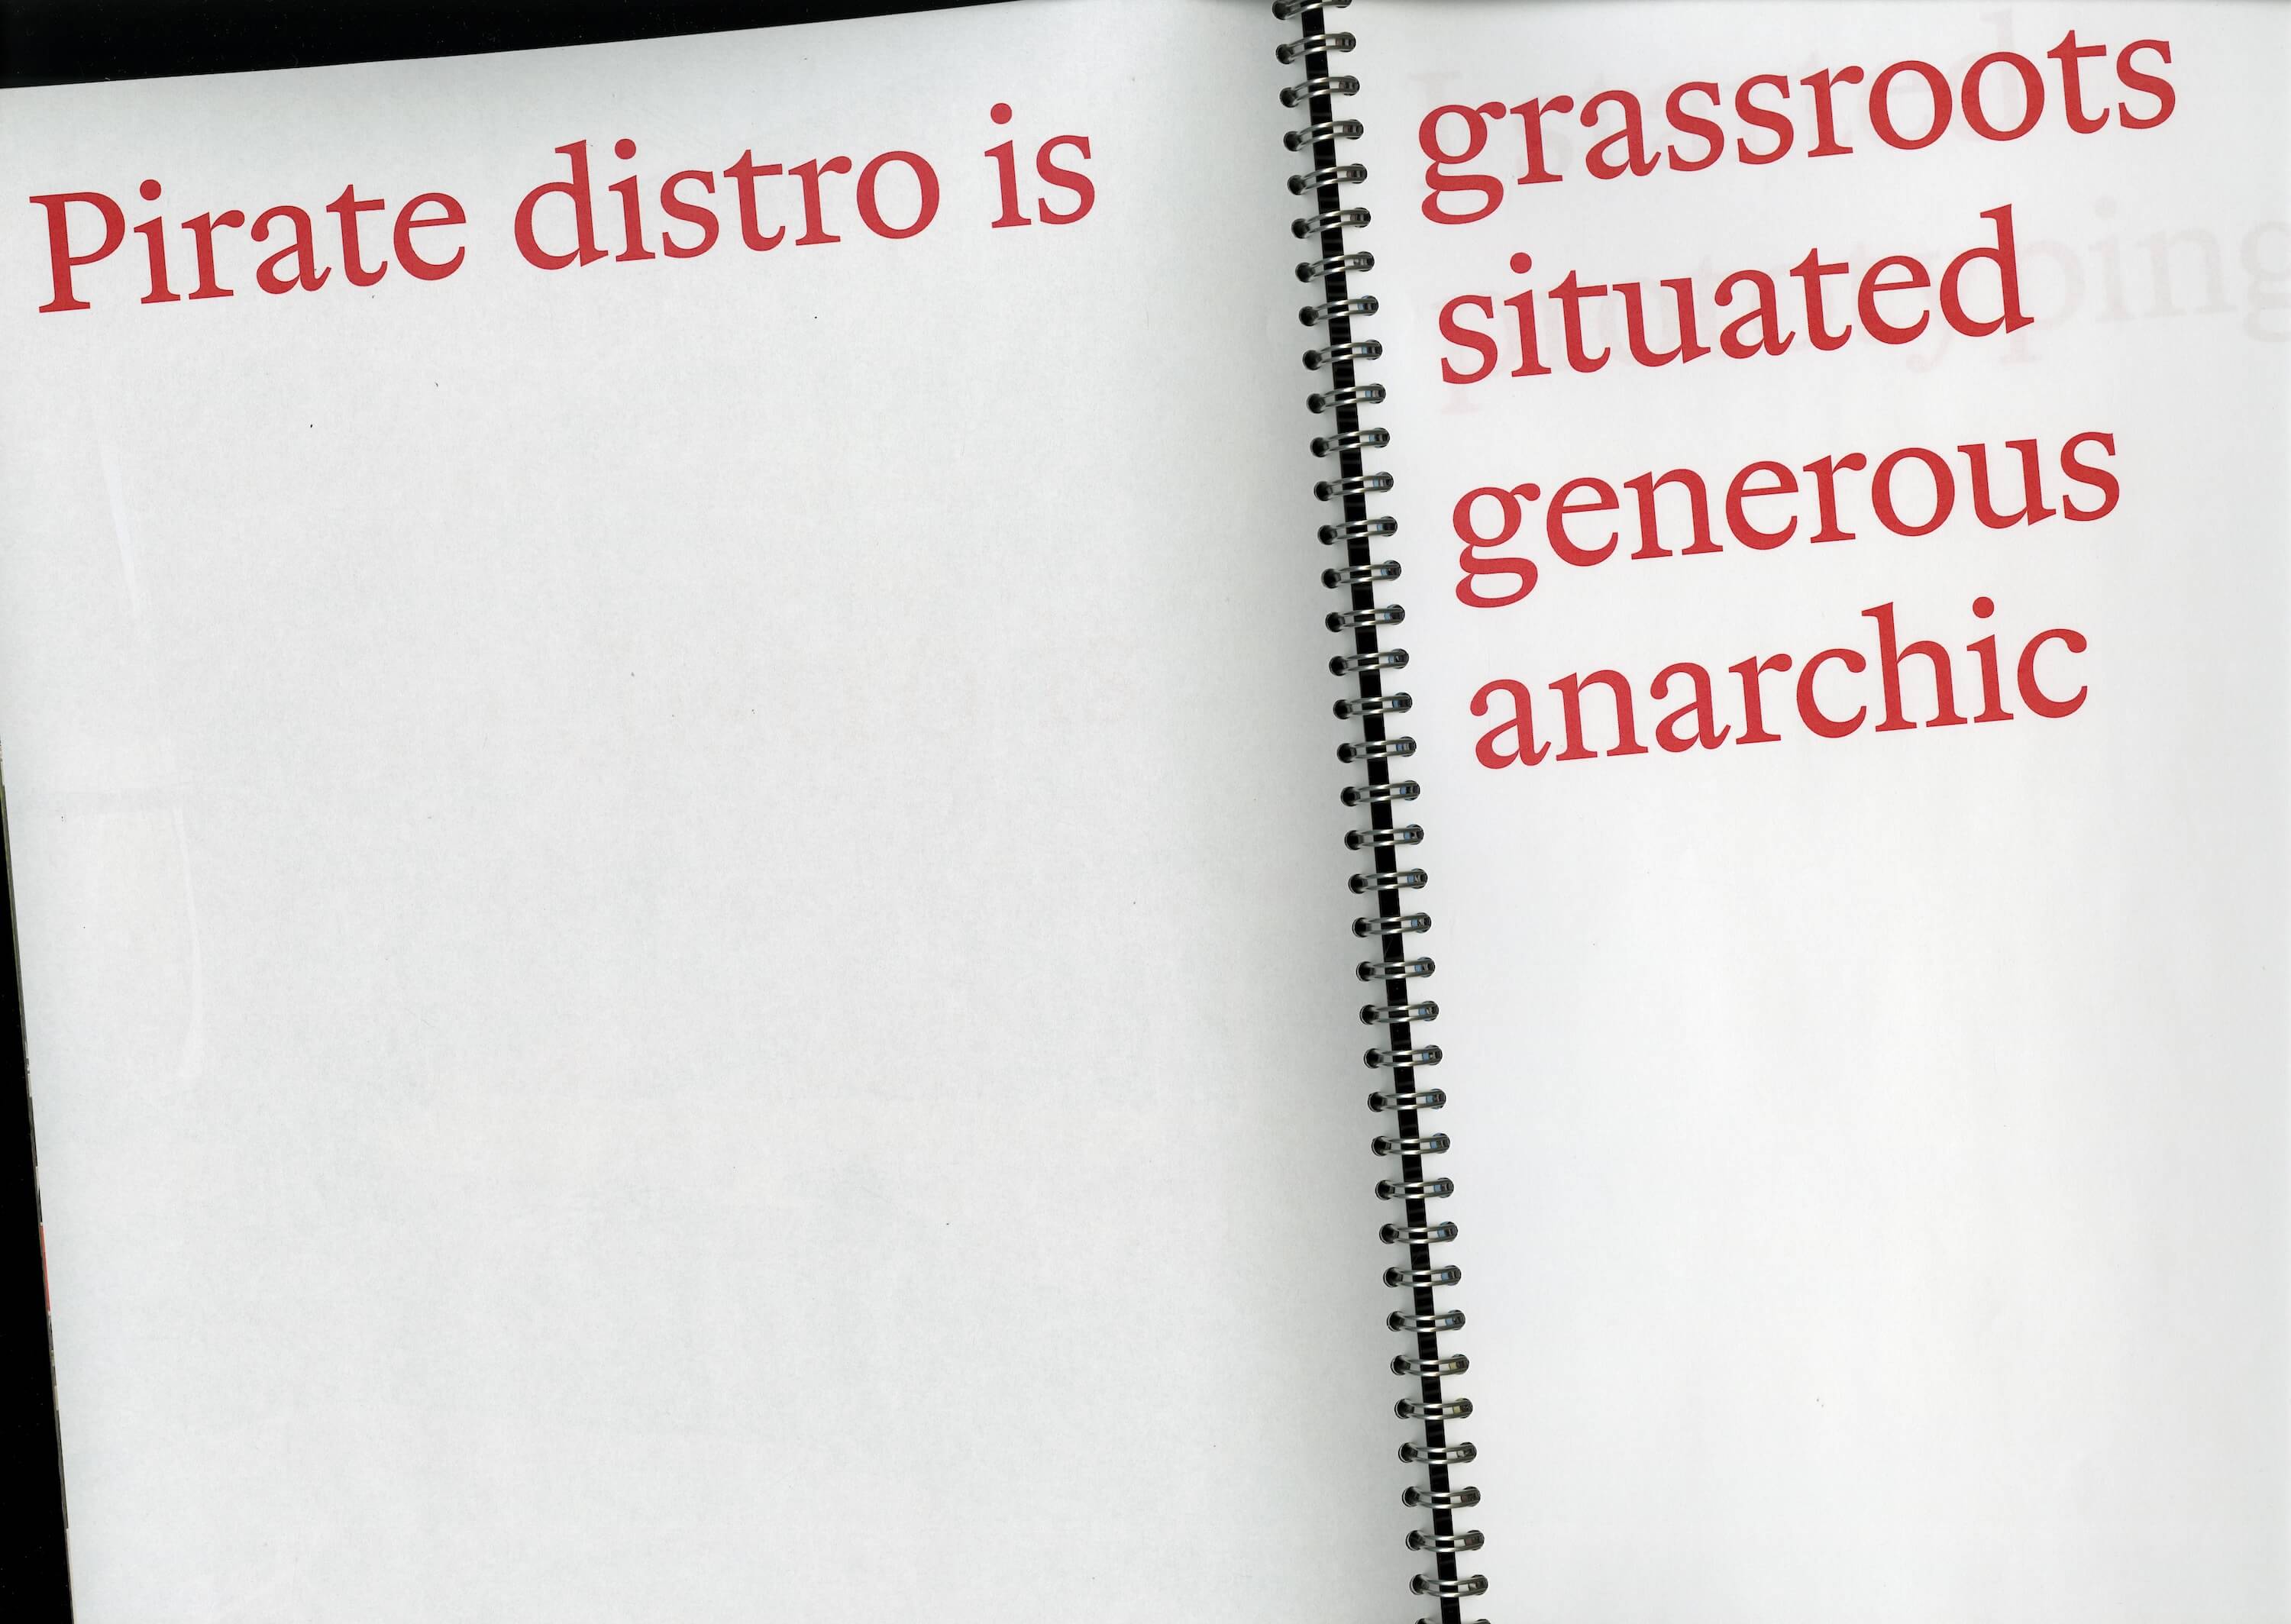 Pirate distro is
grassroots
situated
generous
anarchic